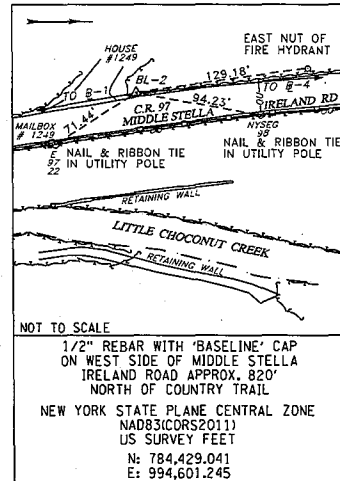 HOUSE
#1249
EAST NUT OF
FIRE HYDRANT
BL-2
129.18'
TO B-1
TO B-4
71.44'
94.23'
C.R. 97
MIDDLE STELLA
IRELAND RD
MAILBOX
# 1249
E
97
22
NAIL & RIBBON TIE
IN UTILITY POLE
NYSEG
98
NAIL & RIBBON TIE
IN UTILITY POLE
RETAINING WALL
LITTLE CHOCONUT CREEK
RETAINING WALL
NOT TO SCALE
1/2" REBAR WITH 'BASELINE' CAP
ON WEST SIDE OF MIDDLE STELLA
IRELAND ROAD APPROX. 820'
NORTH OF COUNTRY TRAIL
NEW YORK STATE PLANE CENTRAL ZONE
NAD83(CORS2011)
US SURVEY FEET
N: 784,429.041
E: 994,601.245